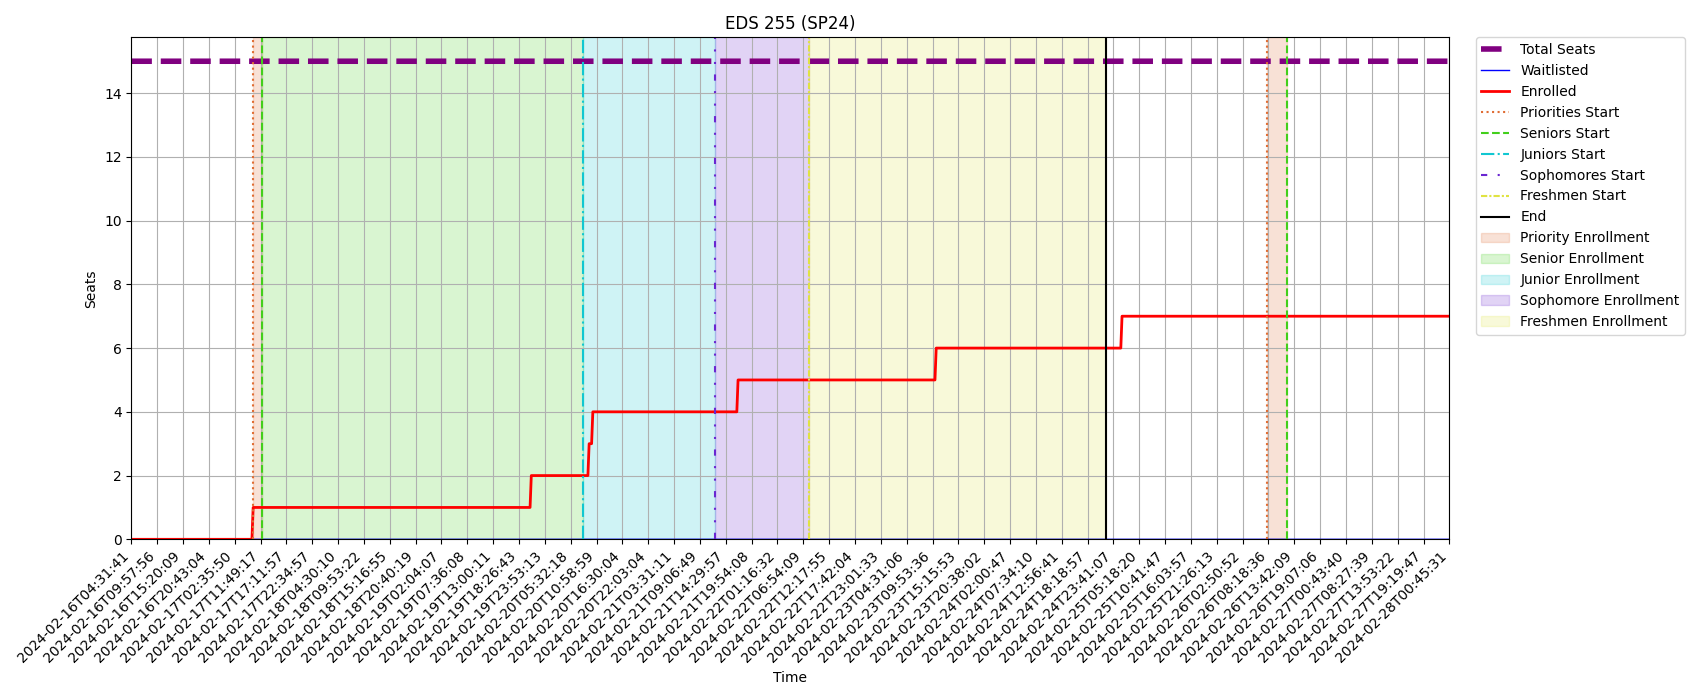 EDS 255 (SP24)
Total Seats
Waitlisted
Enrolled
Priorities Start
Seniors Start
Juniors Start
Sophomores Start
Freshmen Start
End
Priority Enrollment
Senior Enrollment
Junior Enrollment
Sophomore Enrollment
Freshmen Enrollment
Seats
14
12
10
8
6
4
2
0
2024-02-16T04:31:41
2024-02-16T09:57:56
2024-02-16T15:20:09
2024-02-16T20:43:04
2024-02-17T02:35:50
2024-02-17T11:49:17
2024-02-17T17:11:57
2024-02-17T22:34:57
2024-02-18T04:30:10
2024-02-18T09:53:22
2024-02-18T15:16:55
2024-02-18T20:40:19
2024-02-19T02:04:07
2024-02-19T07:36:08
2024-02-19T13:00:11
2024-02-19T18:26:43
2024-02-19T23:53:13
2024-02-20T05:32:18
2024-02-20T10:58:59
2024-02-20T16:30:04
2024-02-20T22:03:04
2024-02-21T03:31:11
2024-02-21T09:06:49
2024-02-21T14:29:57
2024-02-21T19:54:08
2024-02-22T01:16:32
2024-02-22T06:54:09
2024-02-22T12:17:55
2024-02-22T17:42:04
2024-02-22T23:01:33
2024-02-23T04:31:06
2024-02-23T09:53:36
2024-02-23T15:15:53
2024-02-23T20:38:02
2024-02-24T02:00:47
2024-02-24T07:34:10
2024-02-24T12:56:41
2024-02-24T18:18:57
2024-02-24T23:41:07
2024-02-25T05:18:20
2024-02-25T10:41:47
2024-02-25T16:03:57
2024-02-25T21:26:13
2024-02-26T02:50:52
2024-02-26T08:18:36
2024-02-26T13:42:09
2024-02-26T19:07:06
2024-02-27T00:43:40
2024-02-27T08:27:39
2024-02-27T13:53:22
2024-02-27T19:19:47
2024-02-28T00:45:31
Time